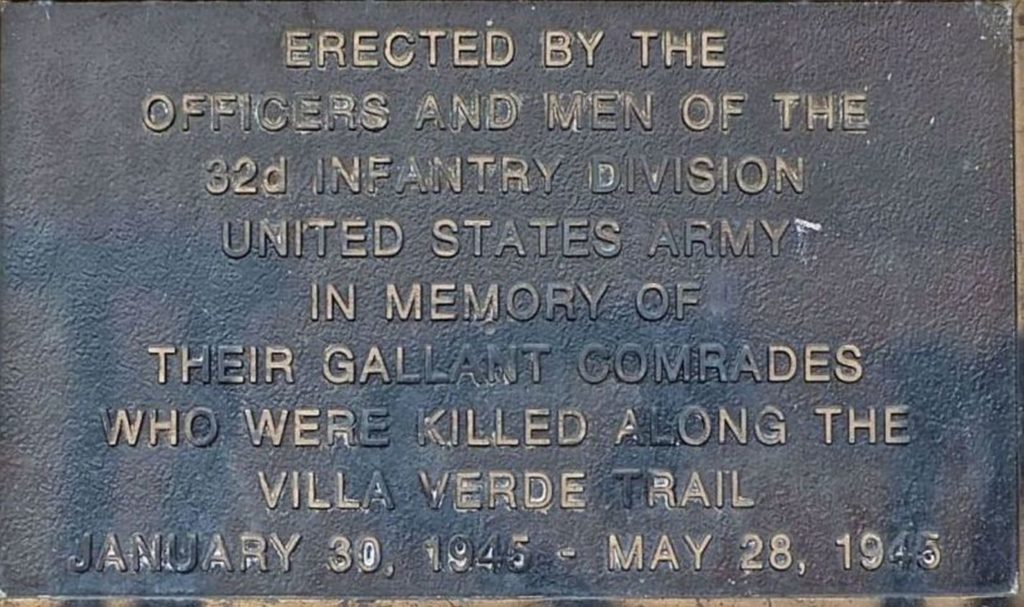 ERECTED BY THE
OFFICERS AND MEN OF THE
32d INFANTRY DIVISION
UNITED STATES ARMY
IN MEMORY OF
THEIR GALLANT COMRADES
WHO WERE KILLED ALONG THE
VILLA VERDE TRAIL
JANUARY 30, 1945 - MAY 28, 1945